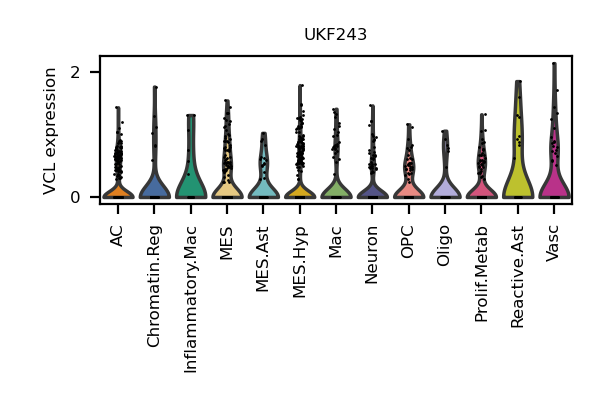 UKF243
VCL expression
2
0
AC
Chromatin.Reg
Inflammatory.Mac
MES
MES.Ast
MES.Hyp
Mac
Neuron
OPC
Oligo
Prolif.Metab
Reactive.Ast
Vasc